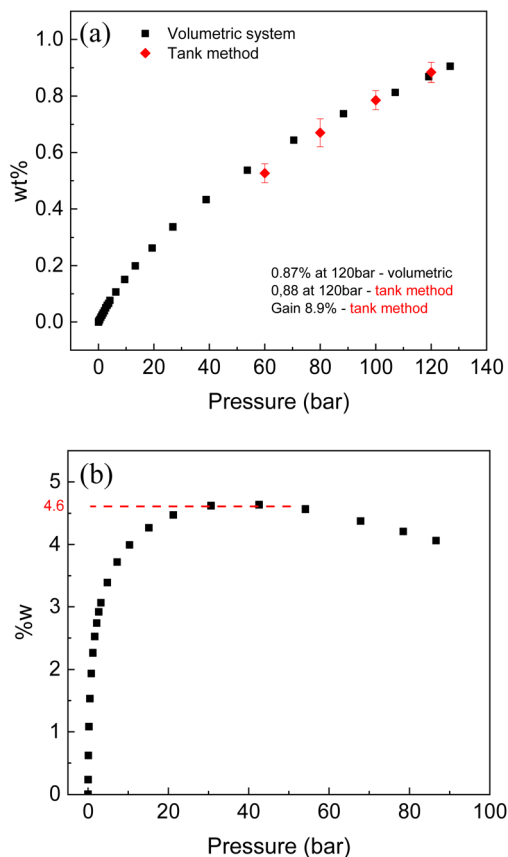 (a)
Volumetric system
Tank method
1.0
0.8
0.6
0.4
0.2
0.0
wt%
0.87% at 120bar - volumetric
0,88 at 120bar - tank method
Gain 8.9% - tank method
0 20 40 60 80 100 120 140
Pressure (bar)
(b)
5
4.6
4
3
2
1
0
%w
0 20 40 60 80 100
Pressure (bar)